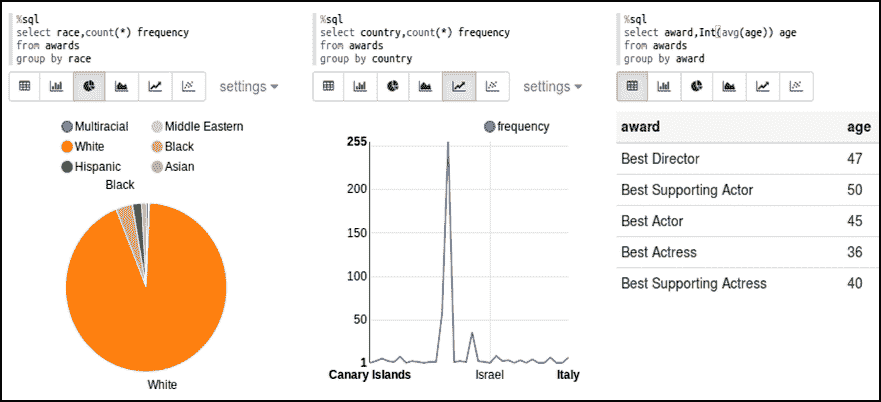 %sql
select race,count(*) frequency
from awards
group by race
settings
Multiracial
Middle Eastern
White
Black
Hispanic
Asian
Black
White
%sql
select country,count(*) frequency
from awards
group by country
settings
frequency
255
200
150
100
50
1
Canary Islands
Israel
Italy
%sql
select award,Int(avg(age)) age
from awards
group by award
award age
Best Director 47
Best Supporting Actor 50
Best Actor 45
Best Actress 36
Best Supporting Actress 40